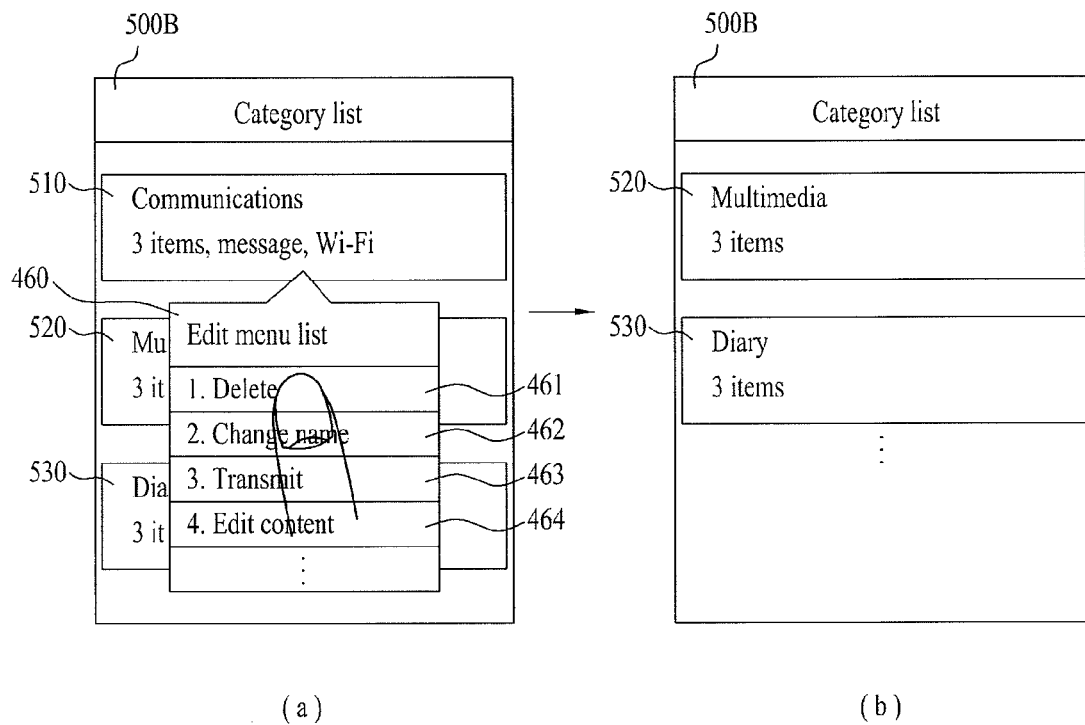 500B
Category list
510
Communications
3 items, message, Wi-Fi
460
Edit menu list
520
Mu
3 it
1. Delete
461
2. Change name
462
530
Dia
3 it
3. Transmit
463
4. Edit content
464
(a)
500B
Category list
520
Multimedia
3 items
530
Diary
3 items
(b)